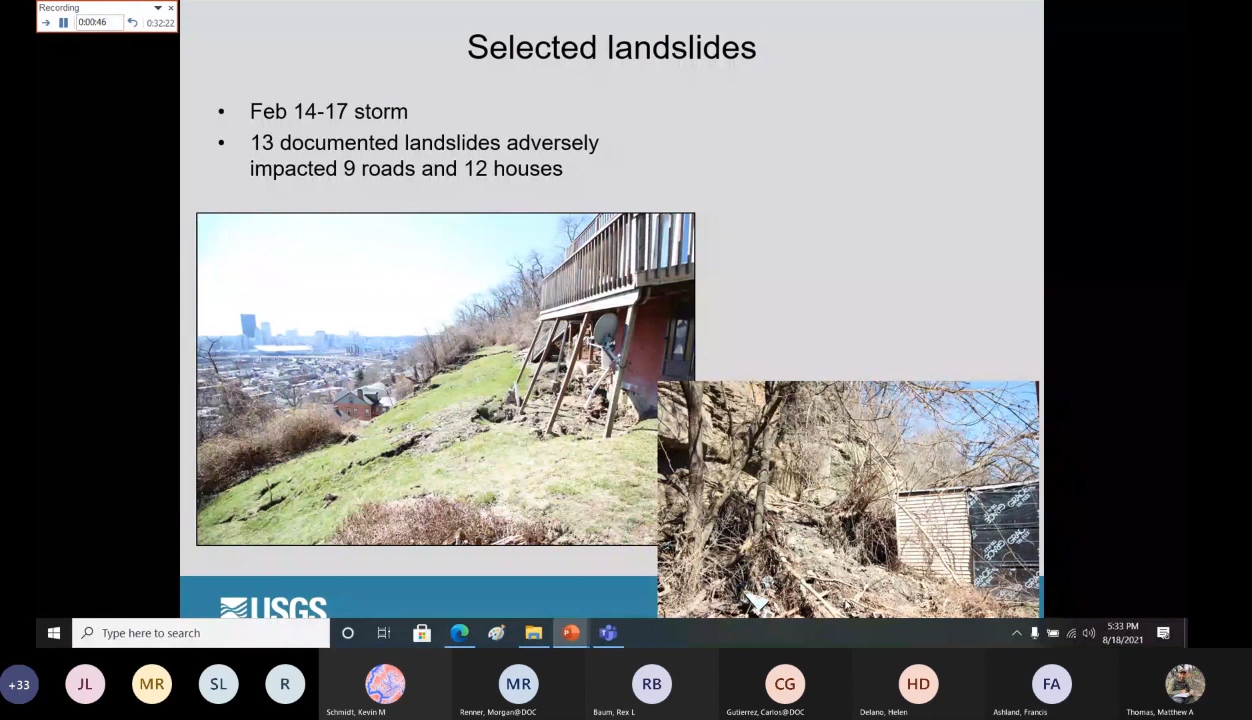 Recording
0:00:46
0:32:22
Selected landslides
• Feb 14-17 storm
• 13 documented landslides adversely
impacted 9 roads and 12 houses
GRACE
GRACE
USGS
Type here to search
5:33 PM
8/18/2021
+33
JL
MR
SL
R
MR
RB
CG
HD
FA
Schmidt, Kevin M
Renner, Morgan@DOC
Baum, Rex L
Gutierrez, Carlos@DOC
Delano, Helen
Ashland, Francis
Thomas, Matthew A